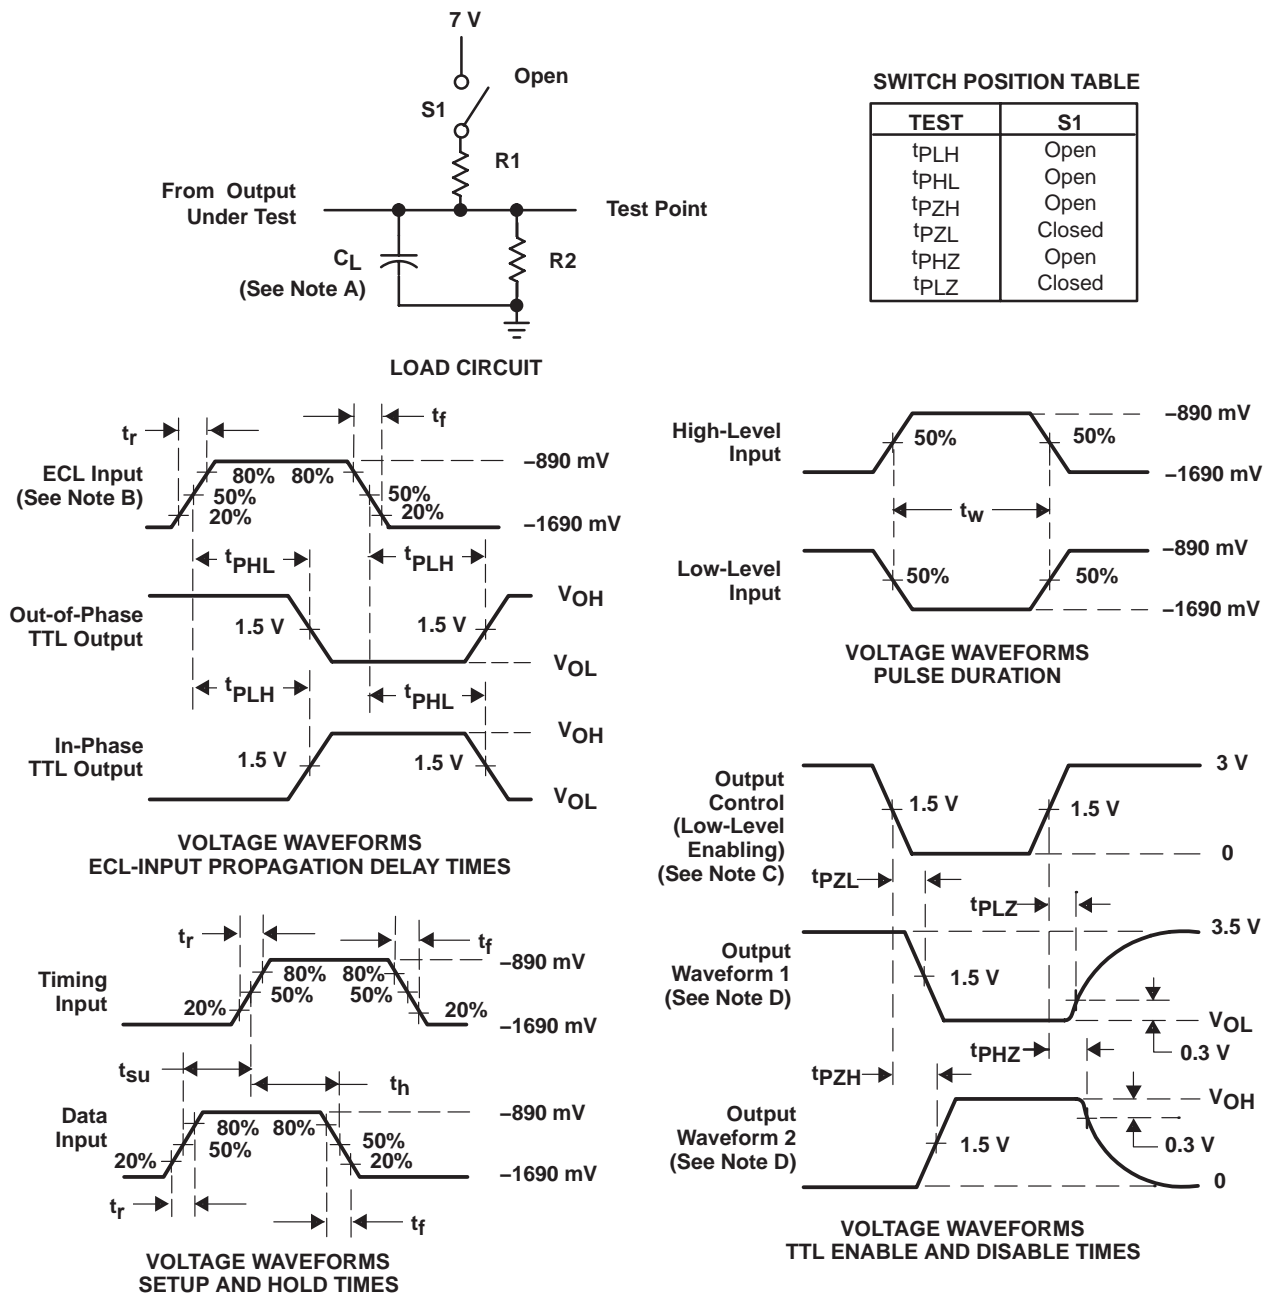 7 V
Open
S1
R1
From Output
Under Test
Test Point
CL
(See Note A)
R2
LOAD CIRCUIT
SWITCH POSITION TABLE
TEST S1
tPLH Open
tPHL Open
tPZH Open
tPZL Closed
tPHZ Open
tPLZ Closed
tr
tf
ECL Input
(See Note B)
80% 80%
50% 50%
20% 20%
–890 mV
–1690 mV
tPHL tPLH
Out-of-Phase
TTL Output
1.5 V 1.5 V
VOH
VOL
tPLH tPHL
In-Phase
TTL Output
1.5 V 1.5 V
VOH
VOL
VOLTAGE WAVEFORMS
ECL-INPUT PROPAGATION DELAY TIMES
High-Level
Input
50% 50%
–890 mV
–1690 mV
tw
Low-Level
Input
50% 50%
–890 mV
–1690 mV
VOLTAGE WAVEFORMS
PULSE DURATION
tr
tf
Timing
Input
80% 80%
50% 50%
20% 20%
–890 mV
–1690 mV
tsu
th
Data
Input
80% 80%
50% 50%
20% 20%
–890 mV
–1690 mV
tr
tf
VOLTAGE WAVEFORMS
SETUP AND HOLD TIMES
Output
Control
(Low-Level
Enabling)
(See Note C)
1.5 V 1.5 V
3 V
0
tPZL
tPLZ
Output
Waveform 1
(See Note D)
1.5 V
3.5 V
VOL
0.3 V
tPHZ
tPZH
Output
Waveform 2
(See Note D)
1.5 V
VOH
0.3 V
0
VOLTAGE WAVEFORMS
TTL ENABLE AND DISABLE TIMES